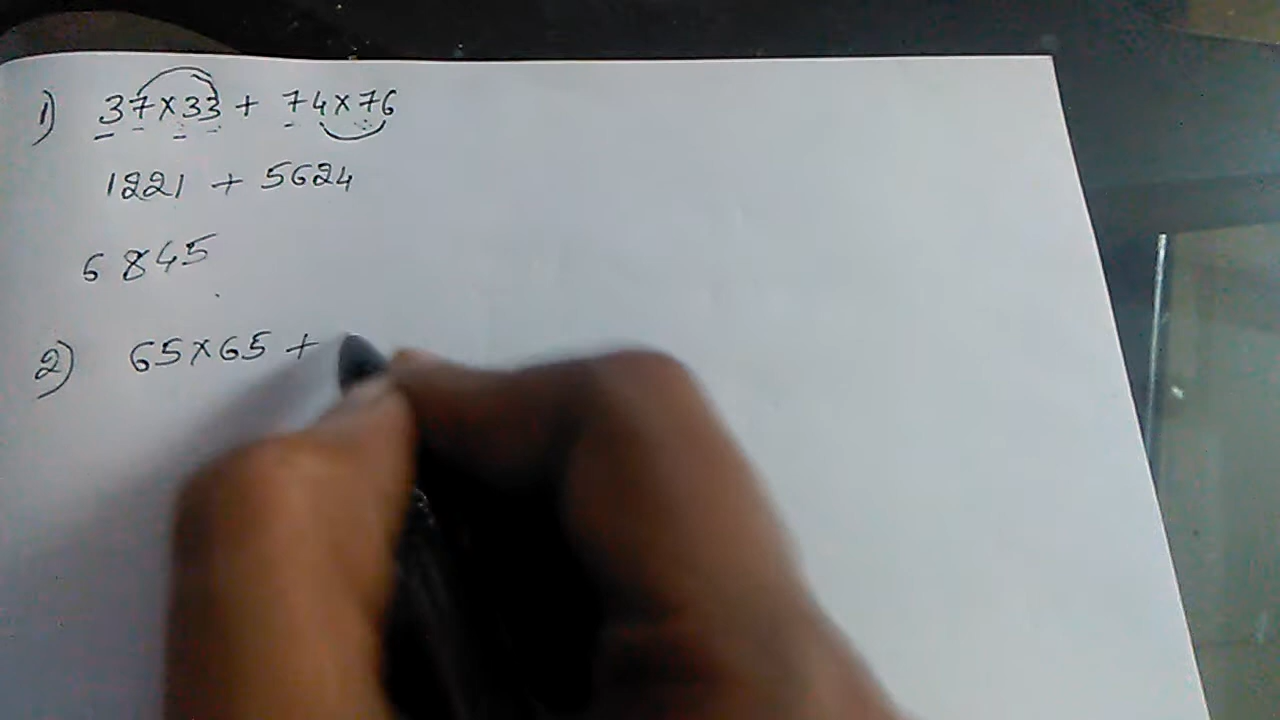 1) 37×33 + 74×76
1221 + 5624
6845
2) 65×65 +